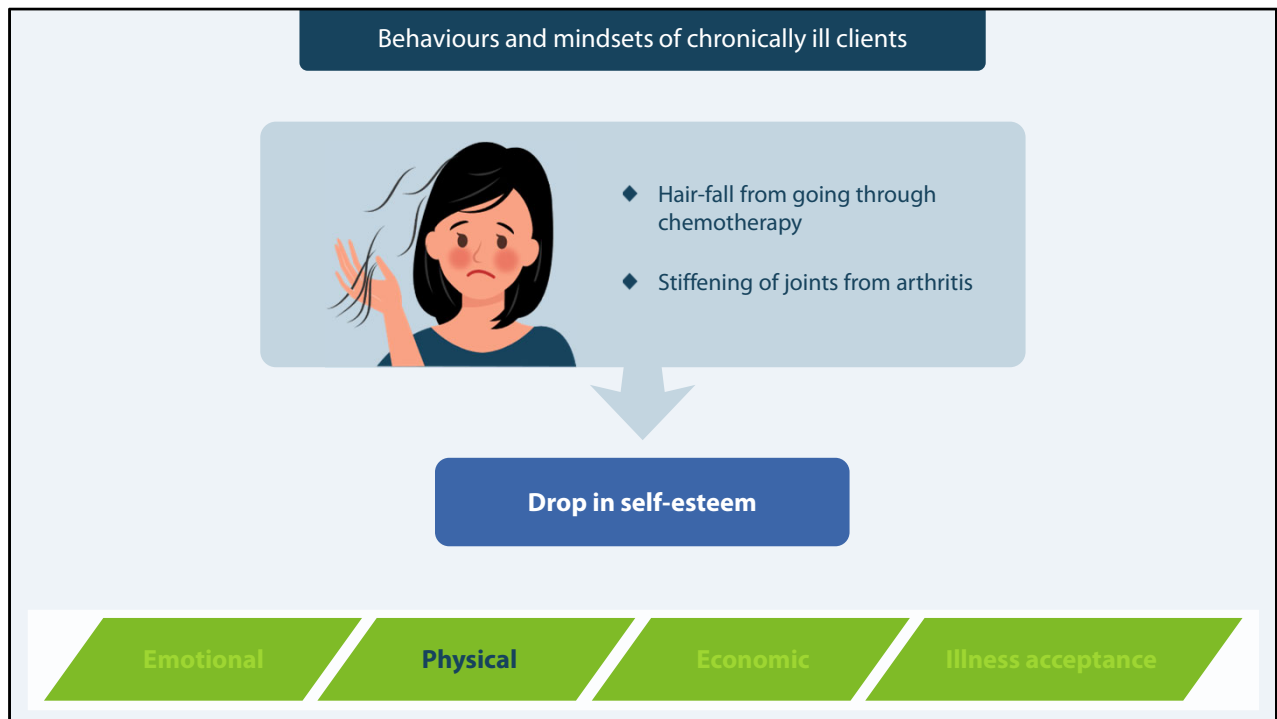 Behaviours and mindsets of chronically ill clients
Hair-fall from going through
chemotherapy
Stiffening of joints from arthritis
Drop in self-esteem
Emotional
Physical
Economic
Illness acceptance